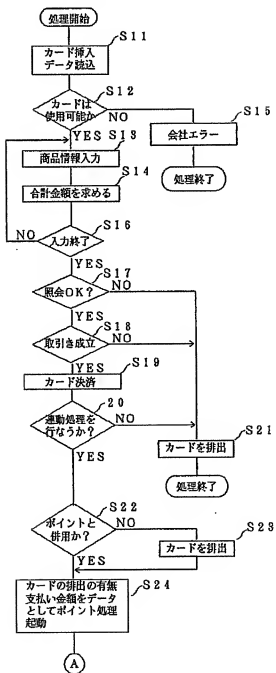 処理開始
S11
カード挿入
データ読込
S12
カードは
使用可能か
NO
S15
YES
会社エラー
S13
商品情報入力
処理終了
S14
合計金額を求める
S16
NO
入力終了
YES
S17
照会OK?
NO
YES
S18
取引き成立
NO
YES
S19
カード決済
20
連動処理を
行なうか?
NO
S21
YES
カードを排出
処理終了
S22
ポイントと
併用か?
NO
S23
YES
カードを排出
S24
カードの排出の有無
支払い金額をデータ
としてポイント処理
起動
A